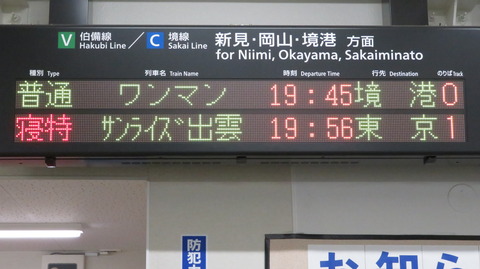 V 伯備線 Hakubi Line / C 境線 Sakai Line 新見・岡山・境港 方面
for Niimi, Okayama, Sakaiminato
種別 Type 列車名 Train Name 時刻 Departure Time 行先 Destination のりば Track
普通 ワンマン 19:45 境港 0
寝特 サンライズ出雲 19:56 東京 1
防犯
お知ら